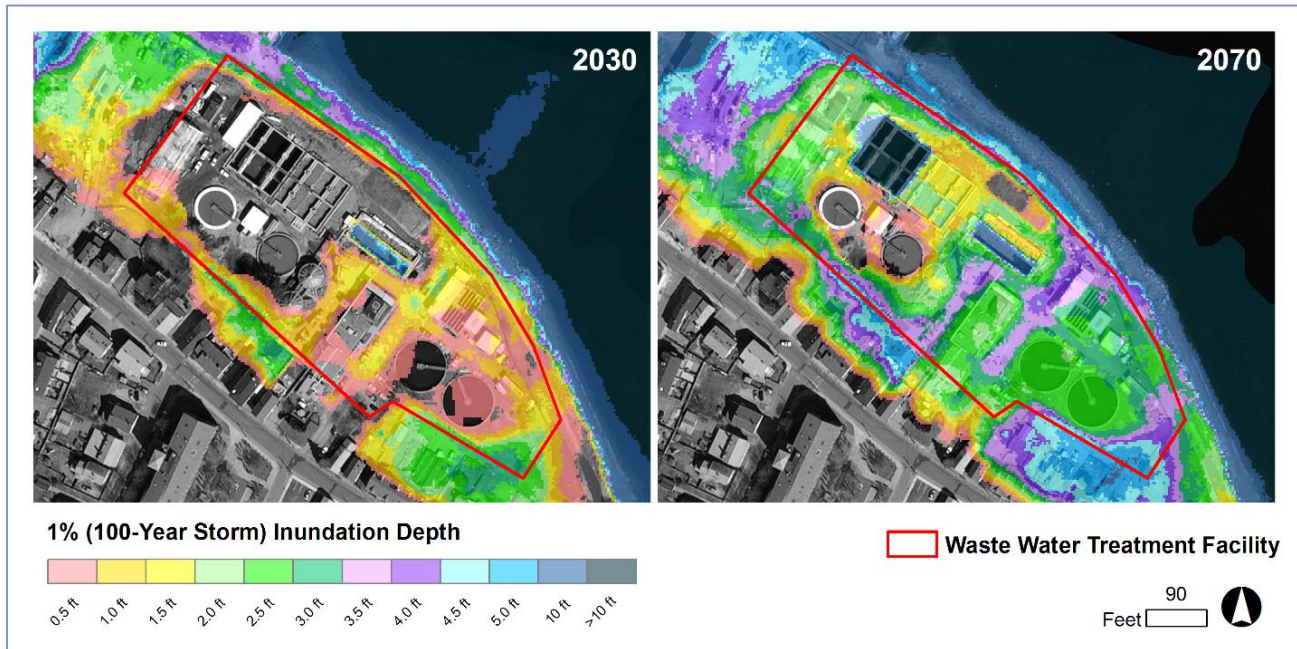 2030
2070
1% (100-Year Storm) Inundation Depth
0.5 ft 1.0 ft 1.5 ft 2.0 ft 2.5 ft 3.0 ft 3.5 ft 4.0 ft 4.5 ft 5.0 ft 10 ft >10 ft
Waste Water Treatment Facility
90
Feet